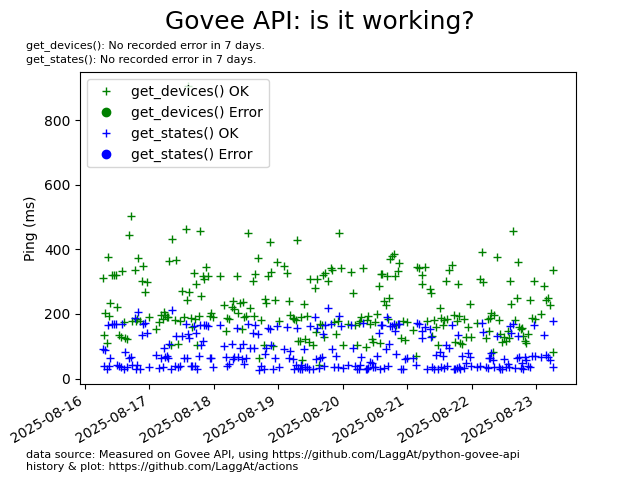 Govee API: is it working?
get_devices(): No recorded error in 7 days.
get_states(): No recorded error in 7 days.
get_devices() OK
get_devices() Error
get_states() OK
get_states() Error
Ping (ms)
800
600
400
200
0
2025-08-16
2025-08-17
2025-08-18
2025-08-19
2025-08-20
2025-08-21
2025-08-22
2025-08-23
data source: Measured on Govee API, using https://github.com/LaggAt/python-govee-api
history & plot: https://github.com/LaggAt/actions